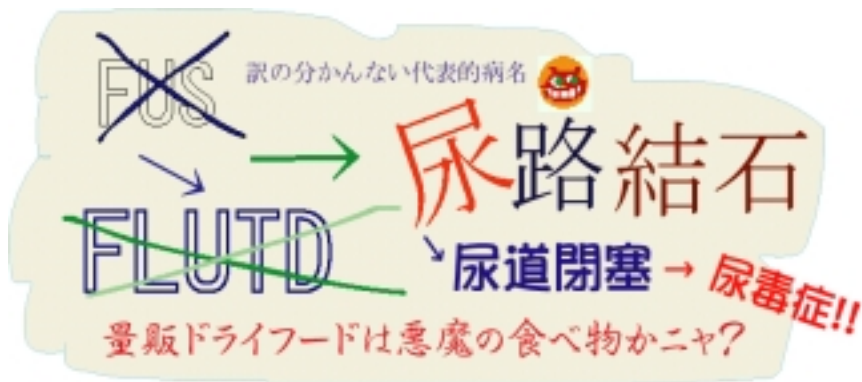 FUS
訳の分かんない代表的病名
→ 尿路結石
FLUTD
尿道閉塞 → 尿毒症!!
量販ドライフードは悪魔の食べ物かニャ?